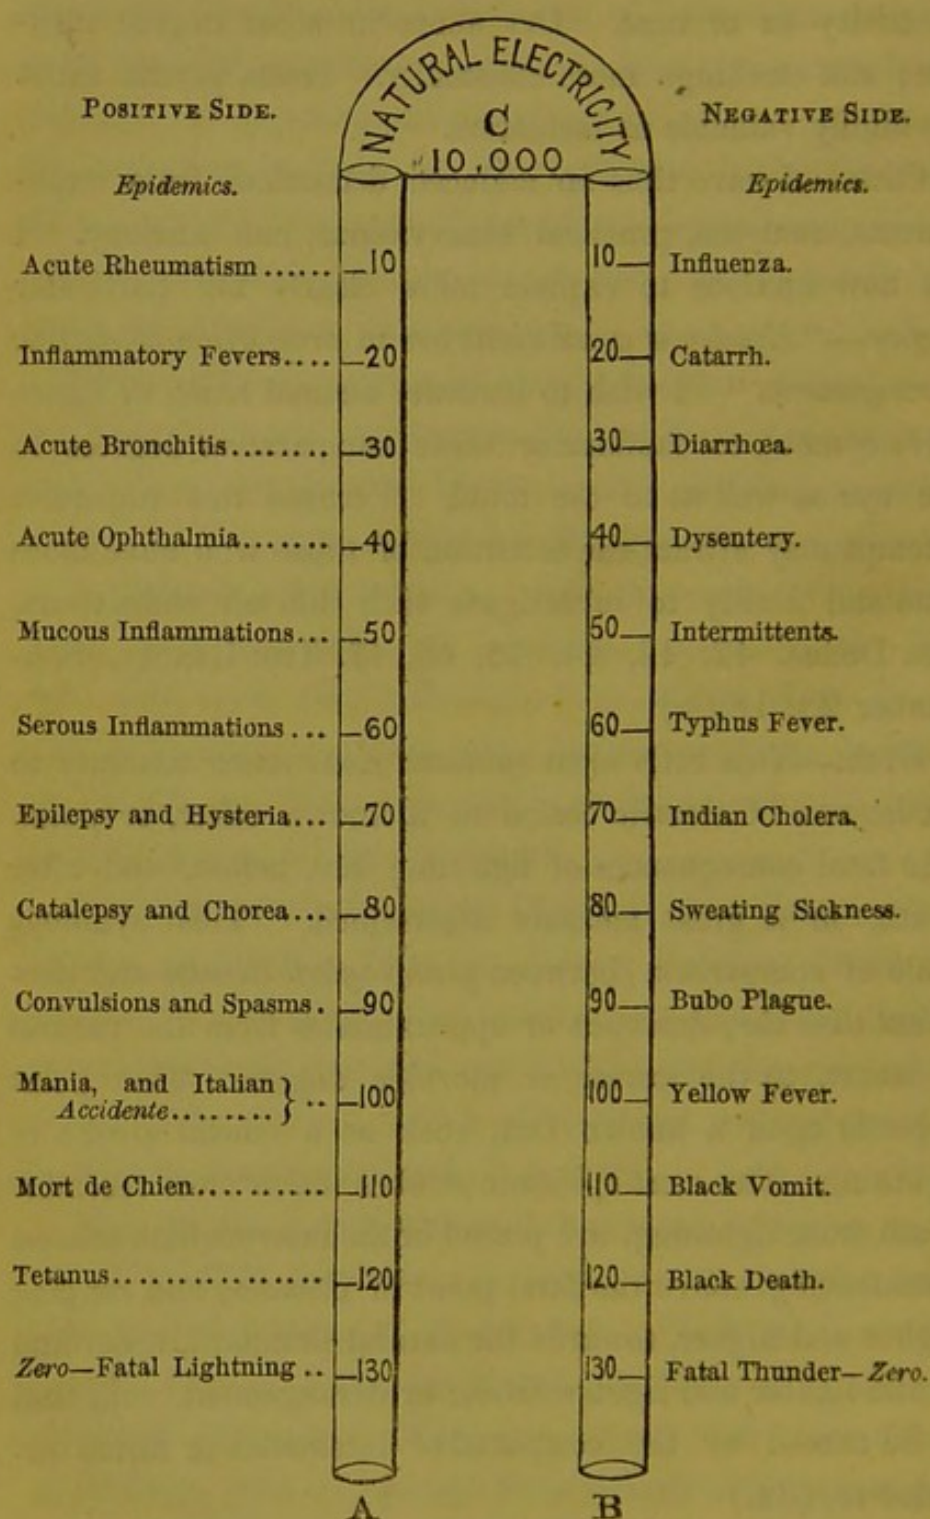 NATURAL ELECTRICITY
C
10,000
POSITIVE SIDE.
NEGATIVE SIDE.
Epidemics.
Epidemics.
Acute Rheumatism ...... 10 10 Influenza.
Inflammatory Fevers.... 20 20 Catarrh.
Acute Bronchitis........ 30 30 Diarrhœa.
Acute Ophthalmia....... 40 40 Dysentery.
Mucous Inflammations... 50 50 Intermittents.
Serous Inflammations ... 60 60 Typhus Fever.
Epilepsy and Hysteria... 70 70 Indian Cholera.
Catalepsy and Chorea... 80 80 Sweating Sickness.
Convulsions and Spasms . 90 90 Bubo Plague.
Mania, and Italian
Accidente........ } .. 100 100 Yellow Fever.
Mort de Chien.......... 110 110 Black Vomit.
Tetanus................ 120 120 Black Death.
Zero—Fatal Lightning .. 130 130 Fatal Thunder—Zero.
A B